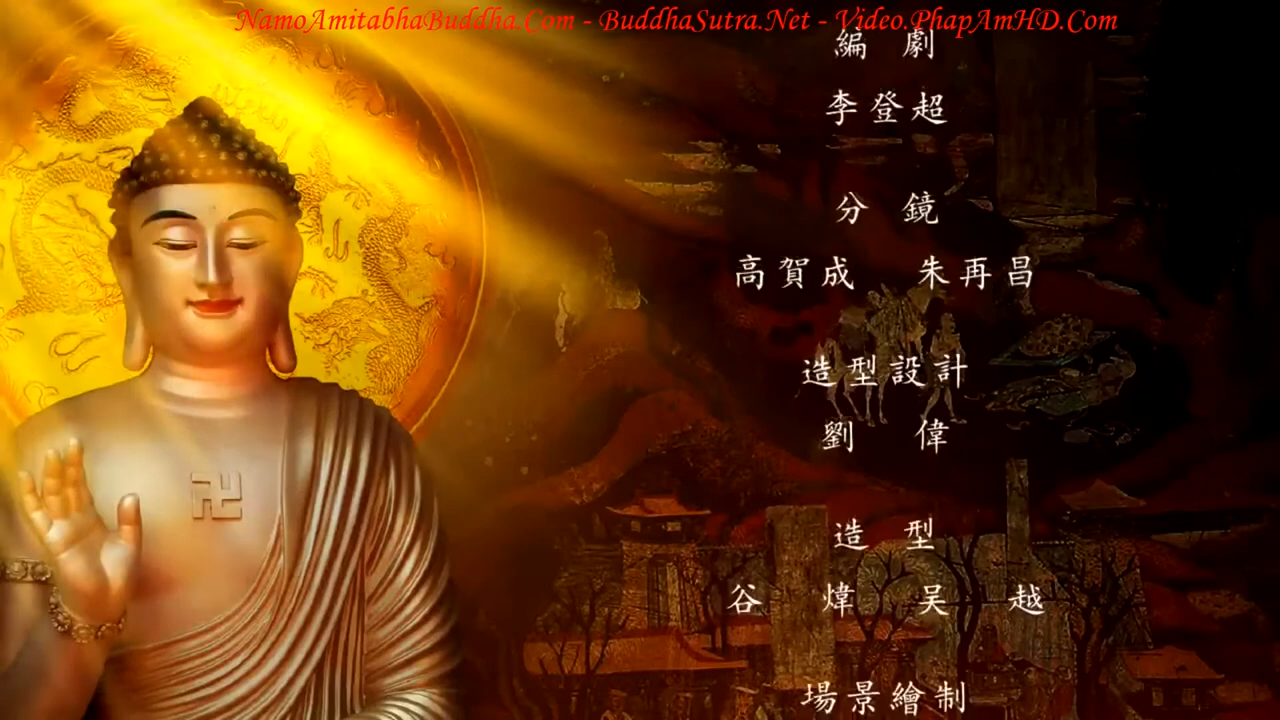 NamoAmitabhaBuddha.Com - BuddhaSutra.Net - Video.PhapAmHD.Com
編 劇
李登超
分 鏡
高賀成 朱再昌
造型設計
劉 偉
造 型
谷 煒 吴 越
場景繪制